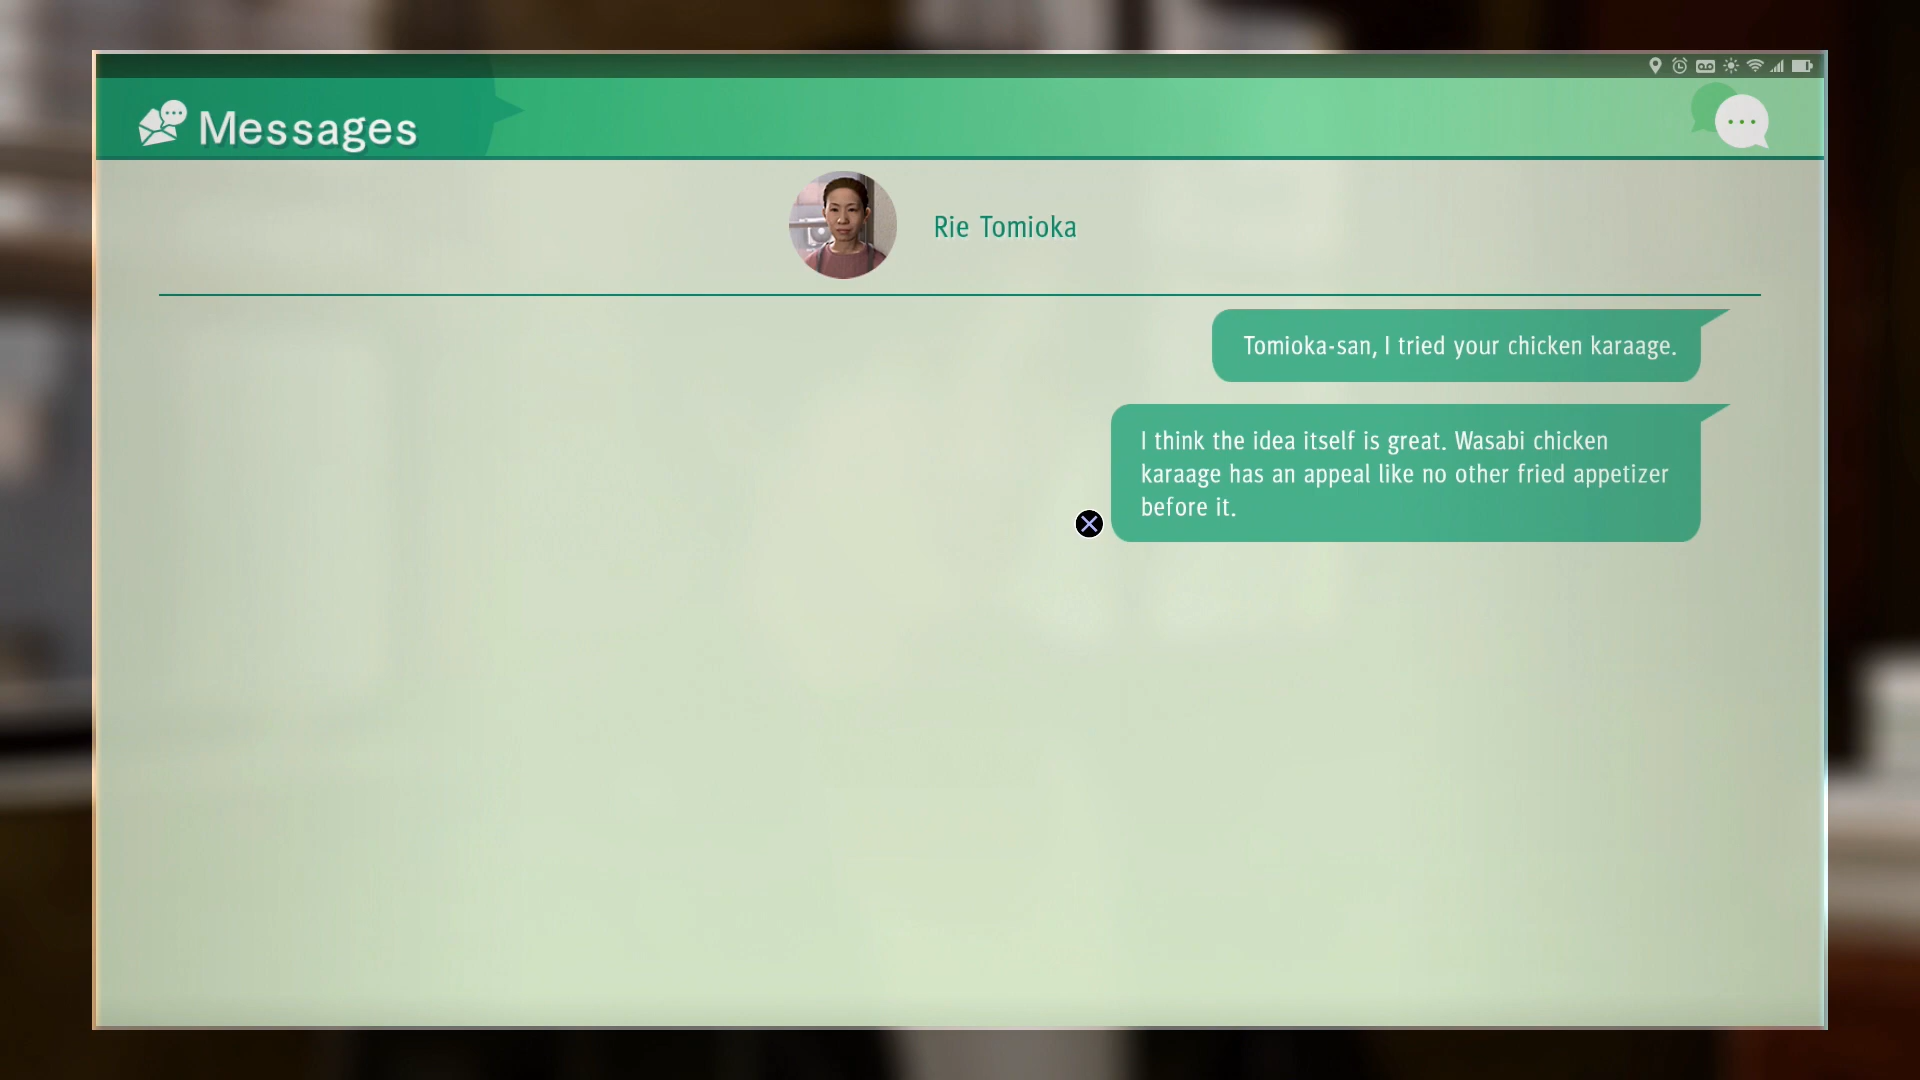 Messages
Rie Tomioka
Tomioka-san, I tried your chicken karaage.
I think the idea itself is great. Wasabi chicken
karaage has an appeal like no other fried appetizer
before it.